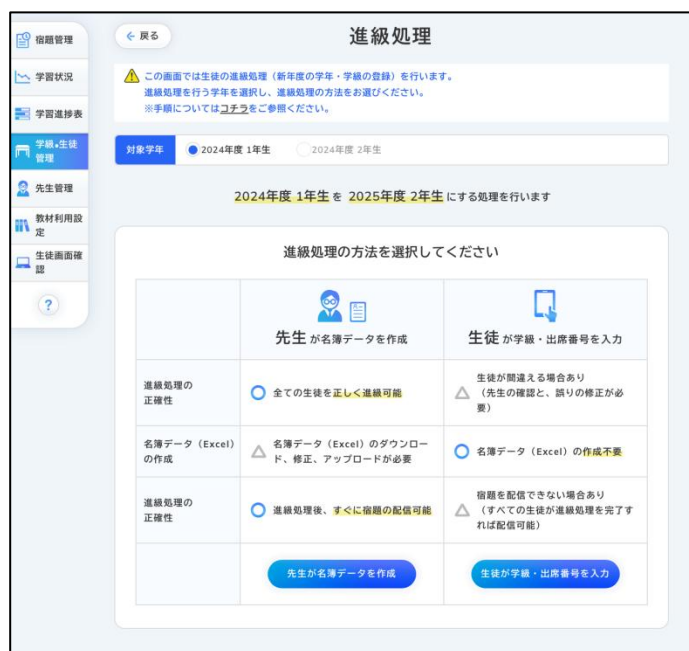 宿題管理
学習状況
学習進捗表
学級•生徒
管理
先生管理
教材利用設
定
生徒画面確
認
?
戻る
進級処理
この画面では生徒の進級処理（新年度の学年・学級の登録）を行います。
進級処理を行う学年を選択し、進級処理の方法をお選びください。
※手順についてはコチラをご参照ください。
対象学年
2024年度 1年生
2024年度 2年生
2024年度 1年生 を 2025年度 2年生 にする処理を行います
進級処理の方法を選択してください
先生 が名簿データを作成
生徒 が学級・出席番号を入力
進級処理の
正確性
全ての生徒を正しく進級可能
生徒が間違える場合あり
（先生の確認と、誤りの修正が必
要）
名簿データ（Excel）
の作成
名簿データ（Excel）のダウンロー
ド、修正、アップロードが必要
名簿データ（Excel）の作成不要
進級処理の
正確性
進級処理後、すぐに宿題の配信可能
宿題を配信できない場合あり
（すべての生徒が進級処理を完了す
れば配信可能）
先生が名簿データを作成
生徒が学級・出席番号を入力